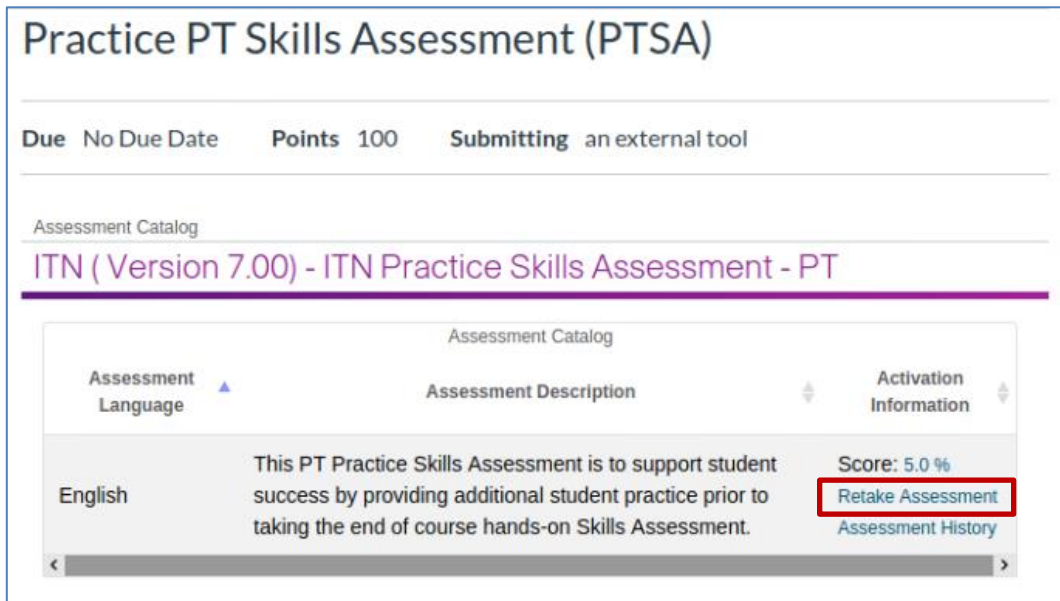 Practice PT Skills Assessment (PTSA)
Due No Due Date Points 100 Submitting an external tool
Assessment Catalog
ITN ( Version 7.00) - ITN Practice Skills Assessment - PT
Assessment Catalog
Assessment
Language
Assessment Description
Activation
Information
English
This PT Practice Skills Assessment is to support student
success by providing additional student practice prior to
taking the end of course hands-on Skills Assessment.
Score: 5.0 %
Retake Assessment
Assessment History